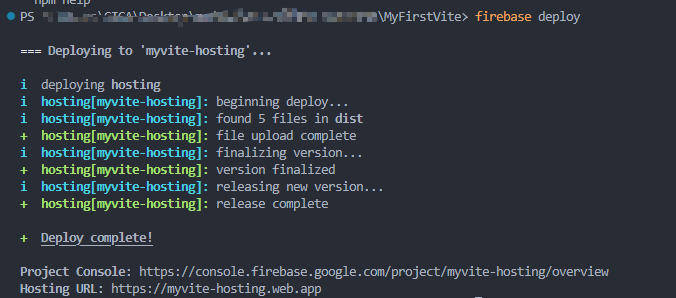 npm help
PS \Desktop\ \MyFirstVite> firebase deploy
=== Deploying to 'myvite-hosting'...
i deploying hosting
i hosting[myvite-hosting]: beginning deploy...
i hosting[myvite-hosting]: found 5 files in dist
+ hosting[myvite-hosting]: file upload complete
i hosting[myvite-hosting]: finalizing version...
+ hosting[myvite-hosting]: version finalized
i hosting[myvite-hosting]: releasing new version...
+ hosting[myvite-hosting]: release complete
+ Deploy complete!
Project Console: https://console.firebase.google.com/project/myvite-hosting/overview
Hosting URL: https://myvite-hosting.web.app